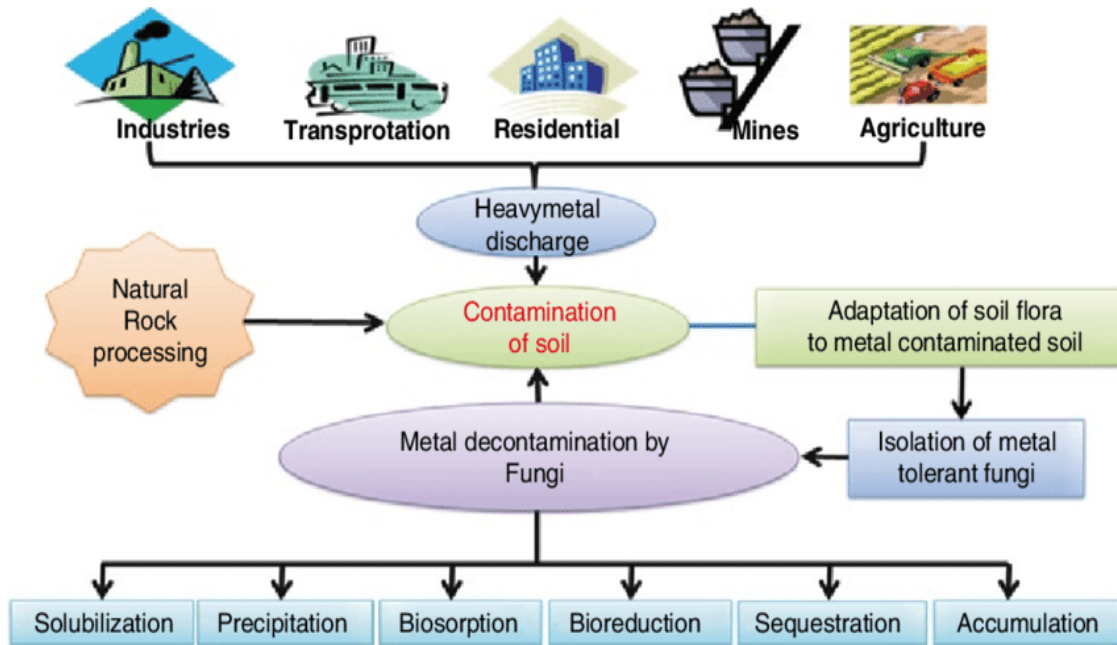 Industries
Transprotation
Residential
Mines
Agriculture
Heavymetal
discharge
Natural
Rock
processing
Contamination
of soil
Adaptation of soil flora
to metal contaminated soil
Metal decontamination by
Fungi
Isolation of metal
tolerant fungi
Solubilization
Precipitation
Biosorption
Bioreduction
Sequestration
Accumulation